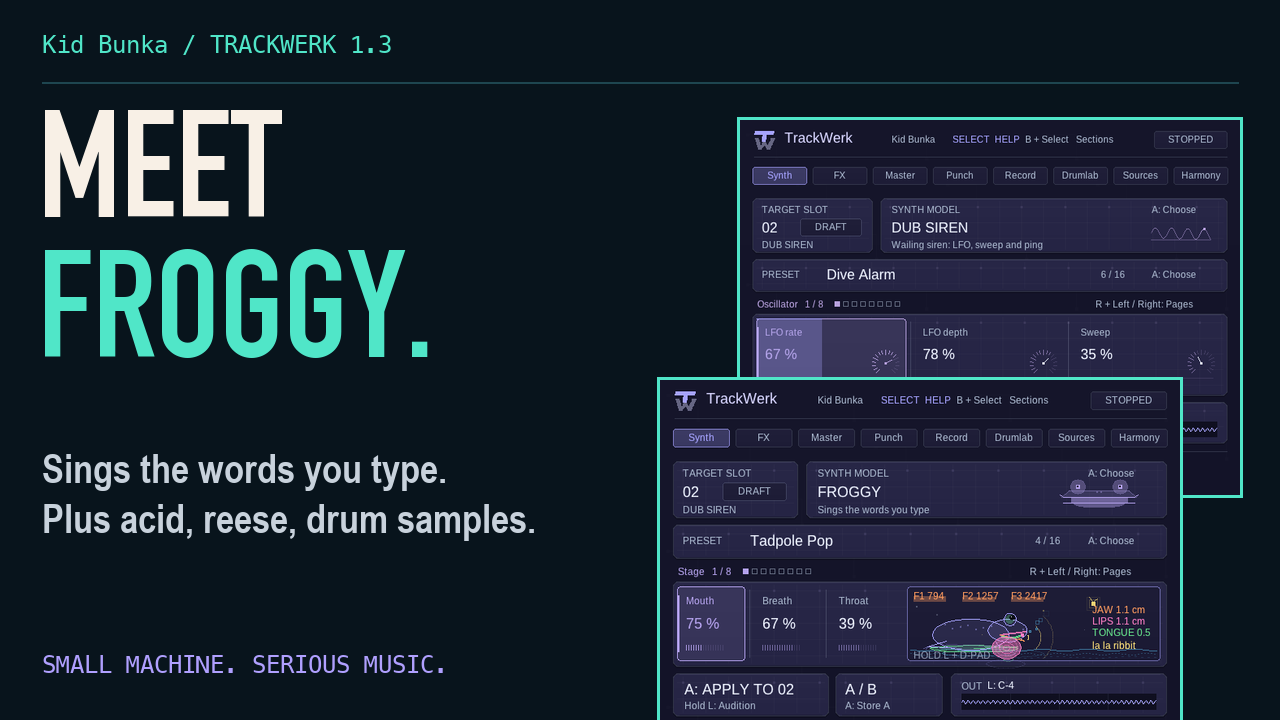 Kid Bunka / TRACKWERK 1.3
MEET
FROGGY.
Sings the words you type.
Plus acid, reese, drum samples.
SMALL MACHINE. SERIOUS MUSIC.
TrackWerk Kid Bunka SELECT HELP B + Select Sections STOPPED
Synth FX Master Punch Record Drumlab Sources Harmony
TARGET SLOT SYNTH MODEL A: Choose
02 DRAFT DUB SIREN
DUB SIREN Wailing siren: LFO, sweep and ping
PRESET Dive Alarm 6 / 16 A: Choose
Oscillator 1 / 8 R + Left / Right: Pages
LFO rate LFO depth Sweep
67 % 78 % 35 %
TrackWerk Kid Bunka SELECT HELP B + Select Sections STOPPED
Synth FX Master Punch Record Drumlab Sources Harmony
TARGET SLOT SYNTH MODEL A: Choose
02 DRAFT FROGGY
DUB SIREN Sings the words you type
PRESET Tadpole Pop 4 / 16 A: Choose
Stage 1 / 8 R + Left / Right: Pages
Mouth Breath Throat F1 794 F2 1257 F3 2417
75 % 67 % 39 % JAW 1.1 cm
LIPS 1.1 cm
TONGUE 0.5
la la ribbit
HOLD L + D-PAD
A: APPLY TO 02 A / B OUT L: C-4
Hold L: Audition A: Store A